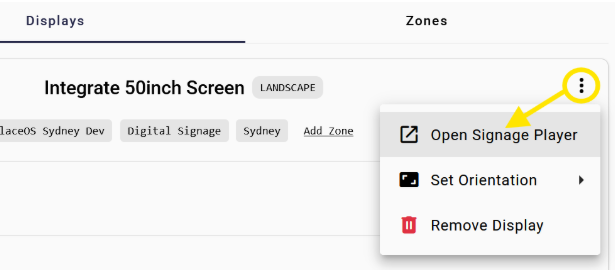 Displays Zones
Integrate 50inch Screen LANDSCAPE
laceOS Sydney Dev Digital Signage Sydney Add Zone
Open Signage Player
Set Orientation
Remove Display